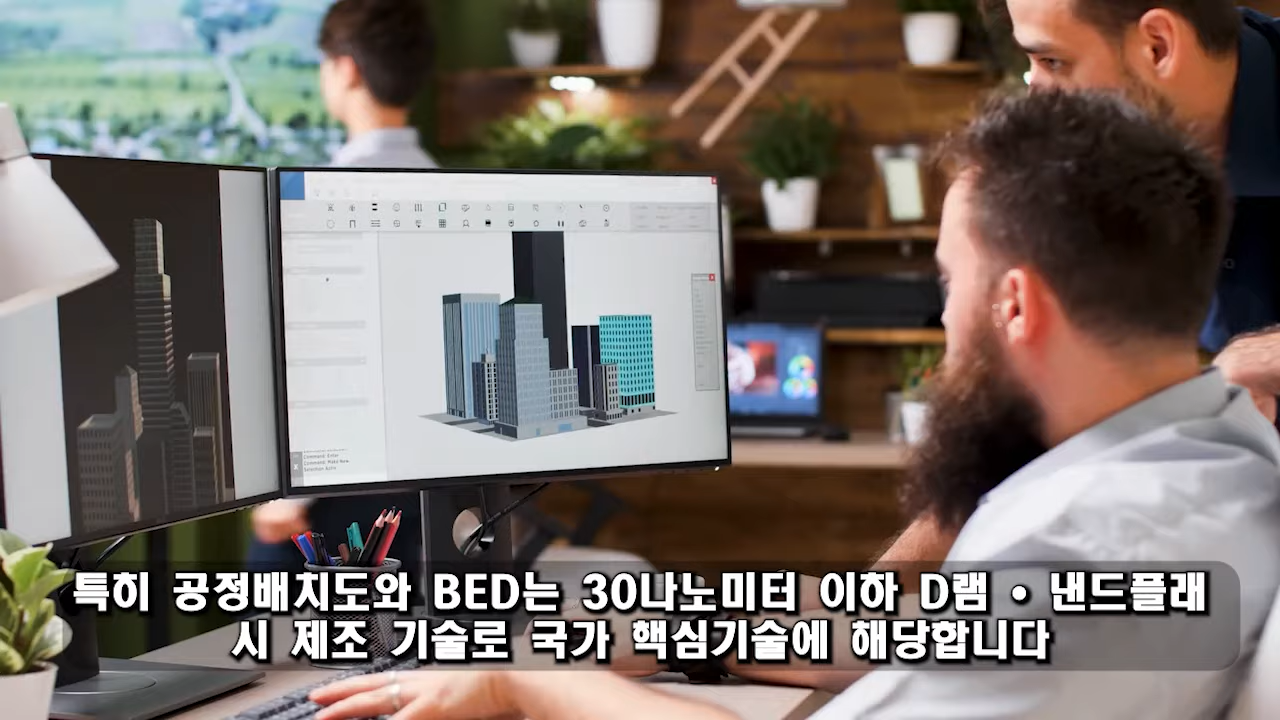 특히 공정배치도와 BED는 30나노미터 이하 D램 • 낸드플래
시 제조 기술로 국가 핵심기술에 해당합니다